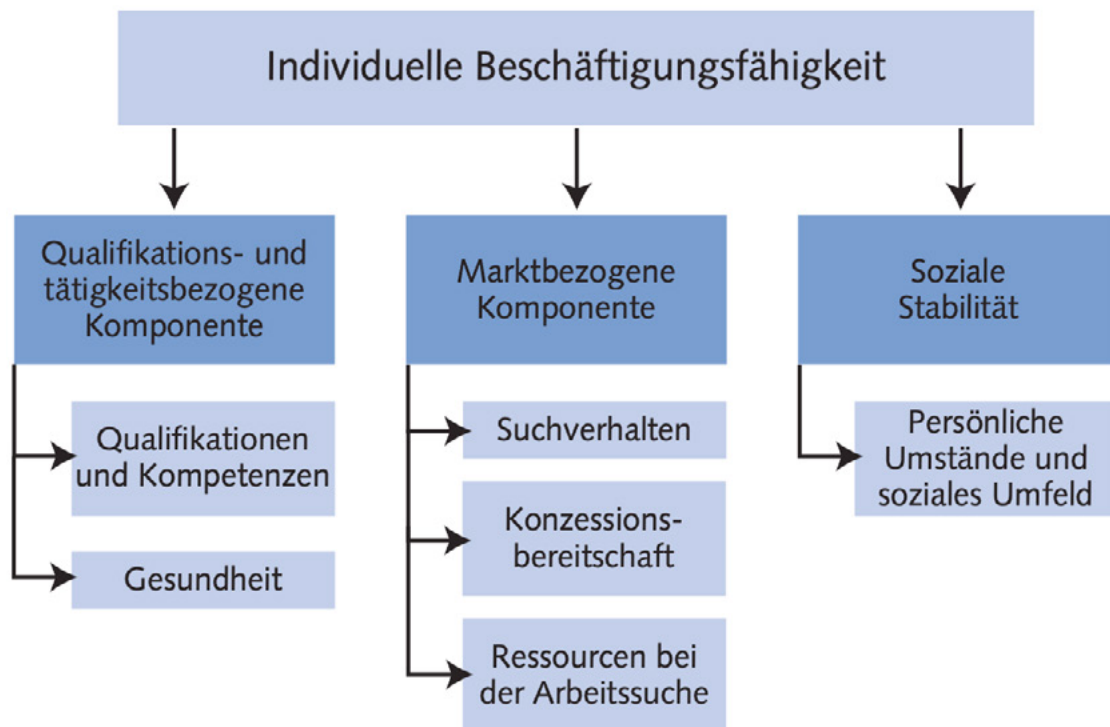 Individuelle Beschäftigungsfähigkeit
Qualifikations- und
tätigkeitsbezogene
Komponente
Qualifikationen
und Kompetenzen
Gesundheit
Marktbezogene
Komponente
Suchverhalten
Konzessions-
bereitschaft
Ressourcen bei
der Arbeitssuche
Soziale
Stabilität
Persönliche
Umstände und
soziales Umfeld